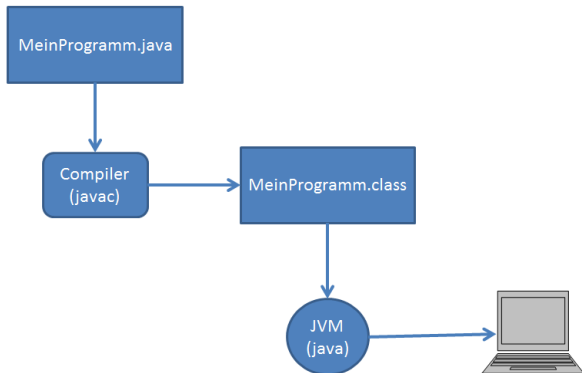 MeinProgramm.java
Compiler
(javac)
MeinProgramm.class
JVM
(java)